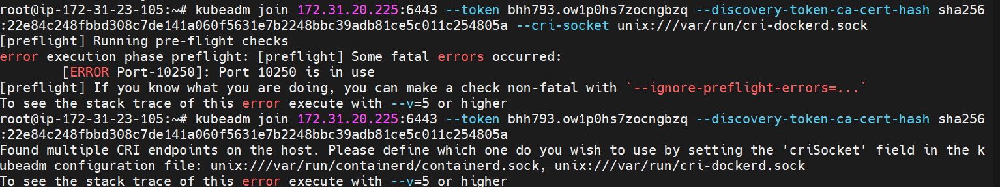 root@ip-172-31-23-105:~# kubeadm join 172.31.20.225:6443 --token bhh793.ow1p0hs7zocngbzq --discovery-token-ca-cert-hash sha256
:22e84c248fbbd308c7de141a060f5631e7b2248bbc39adb81ce5c011c254805a --cri-socket unix:///var/run/cri-dockerd.sock
[preflight] Running pre-flight checks
error execution phase preflight: [preflight] Some fatal errors occurred:
        [ERROR Port-10250]: Port 10250 is in use
[preflight] If you know what you are doing, you can make a check non-fatal with `--ignore-preflight-errors=...`
To see the stack trace of this error execute with --v=5 or higher
root@ip-172-31-23-105:~# kubeadm join 172.31.20.225:6443 --token bhh793.ow1p0hs7zocngbzq --discovery-token-ca-cert-hash sha256
:22e84c248fbbd308c7de141a060f5631e7b2248bbc39adb81ce5c011c254805a
Found multiple CRI endpoints on the host. Please define which one do you wish to use by setting the 'criSocket' field in the k
ubeadm configuration file: unix:///var/run/containerd/containerd.sock, unix:///var/run/cri-dockerd.sock
To see the stack trace of this error execute with --v=5 or higher